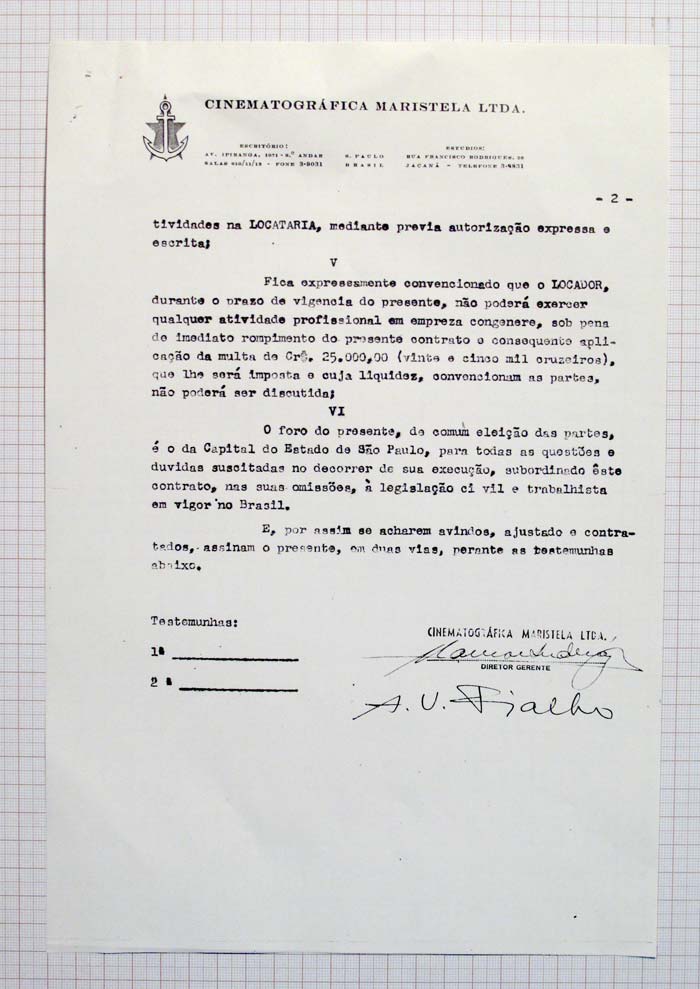 CINEMATOGRÁFICA MARISTELA LTDA.
ESCRITÓRIO:
AV. IPIRANGA, 1071 - 9.º ANDAR
SALAS - FONE 3-9031
S. PAULO
BRASIL
ESTUDIOS:
RUA FRANCISCO RODRIGUES, 26
JAÇANÃ - TELEFONE 3-4831
- 2 -
tividades na LOCATARIA, mediante previa autorização expressa e
escrita;
V
Fica expressamente convencionado que o LOCADOR,
durante o prazo de vigencia do presente, não poderá exercer
qualquer atividade profissional em empreza congenere, sob pena
de imediato rompimento do presente contrato e consequente apli-
cação da multa de Cr$. 25.000,00 (vinte e cinco mil cruzeiros),
que lhe será imposta e cuja liquidez, convencionam as partes,
não poderá ser discutida;
VI
O foro do presente, de comum eleição das partes,
é o da Capital do Estado de São Paulo, para todas as questões e
duvidas suscitadas no decorrer de sua execução, subordinado êste
contrato, nas suas omissões, à legislação ci vil e trabalhista
em vigor no Brasil.
E, por assim se acharem avindos, ajustado e contra-
tados, assinam o presente, em duas vias, perante as testemunhas
abaixo.
Testemunhas:
1ª
2ª
CINEMATOGRÁFICA MARISTELA LTDA.
DIRETOR GERENTE
A. V. Fialho